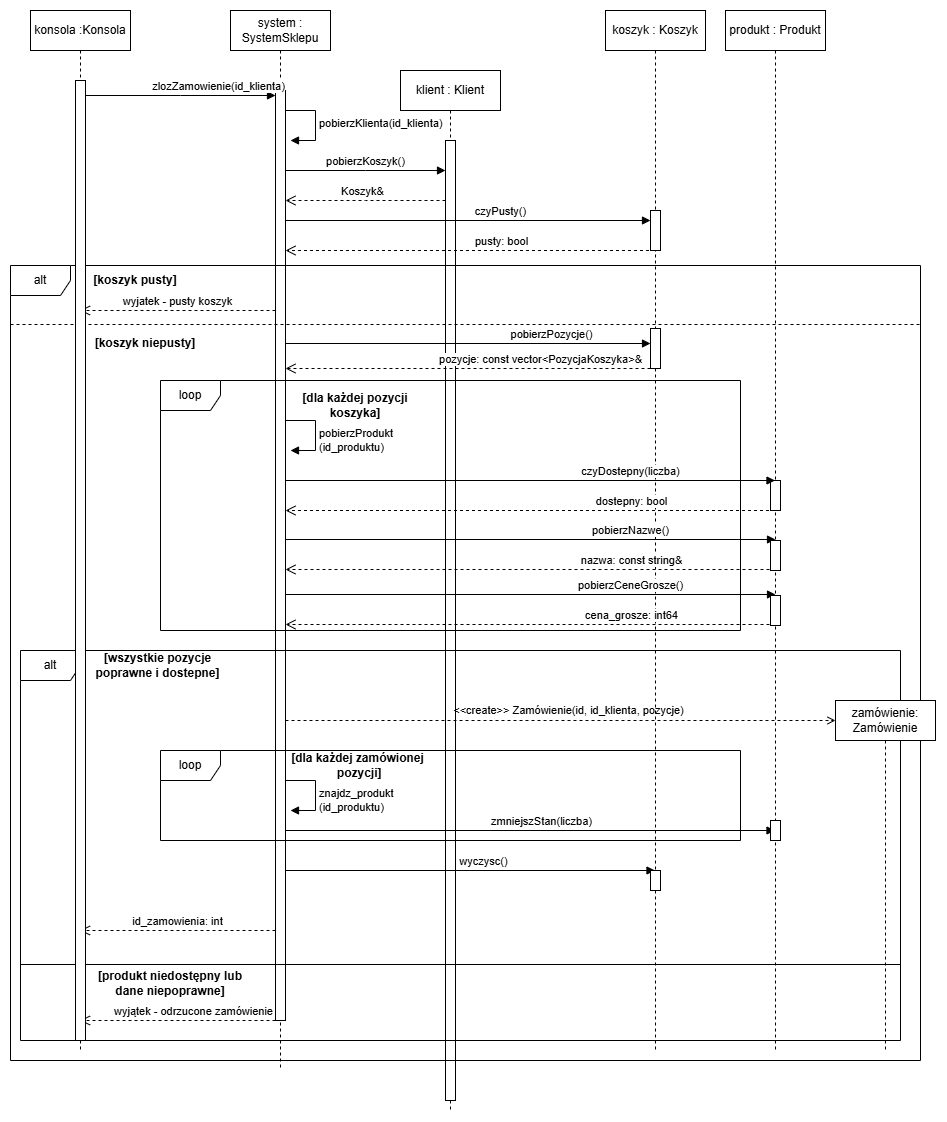 konsola :Konsola
system :
SystemSklepu
koszyk : Koszyk
produkt : Produkt
klient : Klient
zlozZamowienie(id_klienta)
pobierzKlienta(id_klienta)
pobierzKoszyk()
Koszyk&
czyPusty()
pusty: bool
alt
[koszyk pusty]
wyjatek - pusty koszyk
[koszyk niepusty]
pobierzPozycje()
pozycje: const vector<PozycjaKoszyka>&
loop
[dla każdej pozycji
koszyka]
pobierzProdukt
(id_produktu)
czyDostepny(liczba)
dostepny: bool
pobierzNazwe()
nazwa: const string&
pobierzCeneGrosze()
cena_grosze: int64
alt
[wszystkie pozycje
poprawne i dostepne]
<<create>> Zamówienie(id, id_klienta, pozycje)
zamówienie:
Zamówienie
loop
[dla każdej zamównionej
pozycji]
znajdz_produkt
(id_produktu)
zmniejszStan(liczba)
wyczysc()
id_zamowienia: int
[produkt niedostępny lub
dane niepoprawne]
wyjątek - odrzucone zamówienie